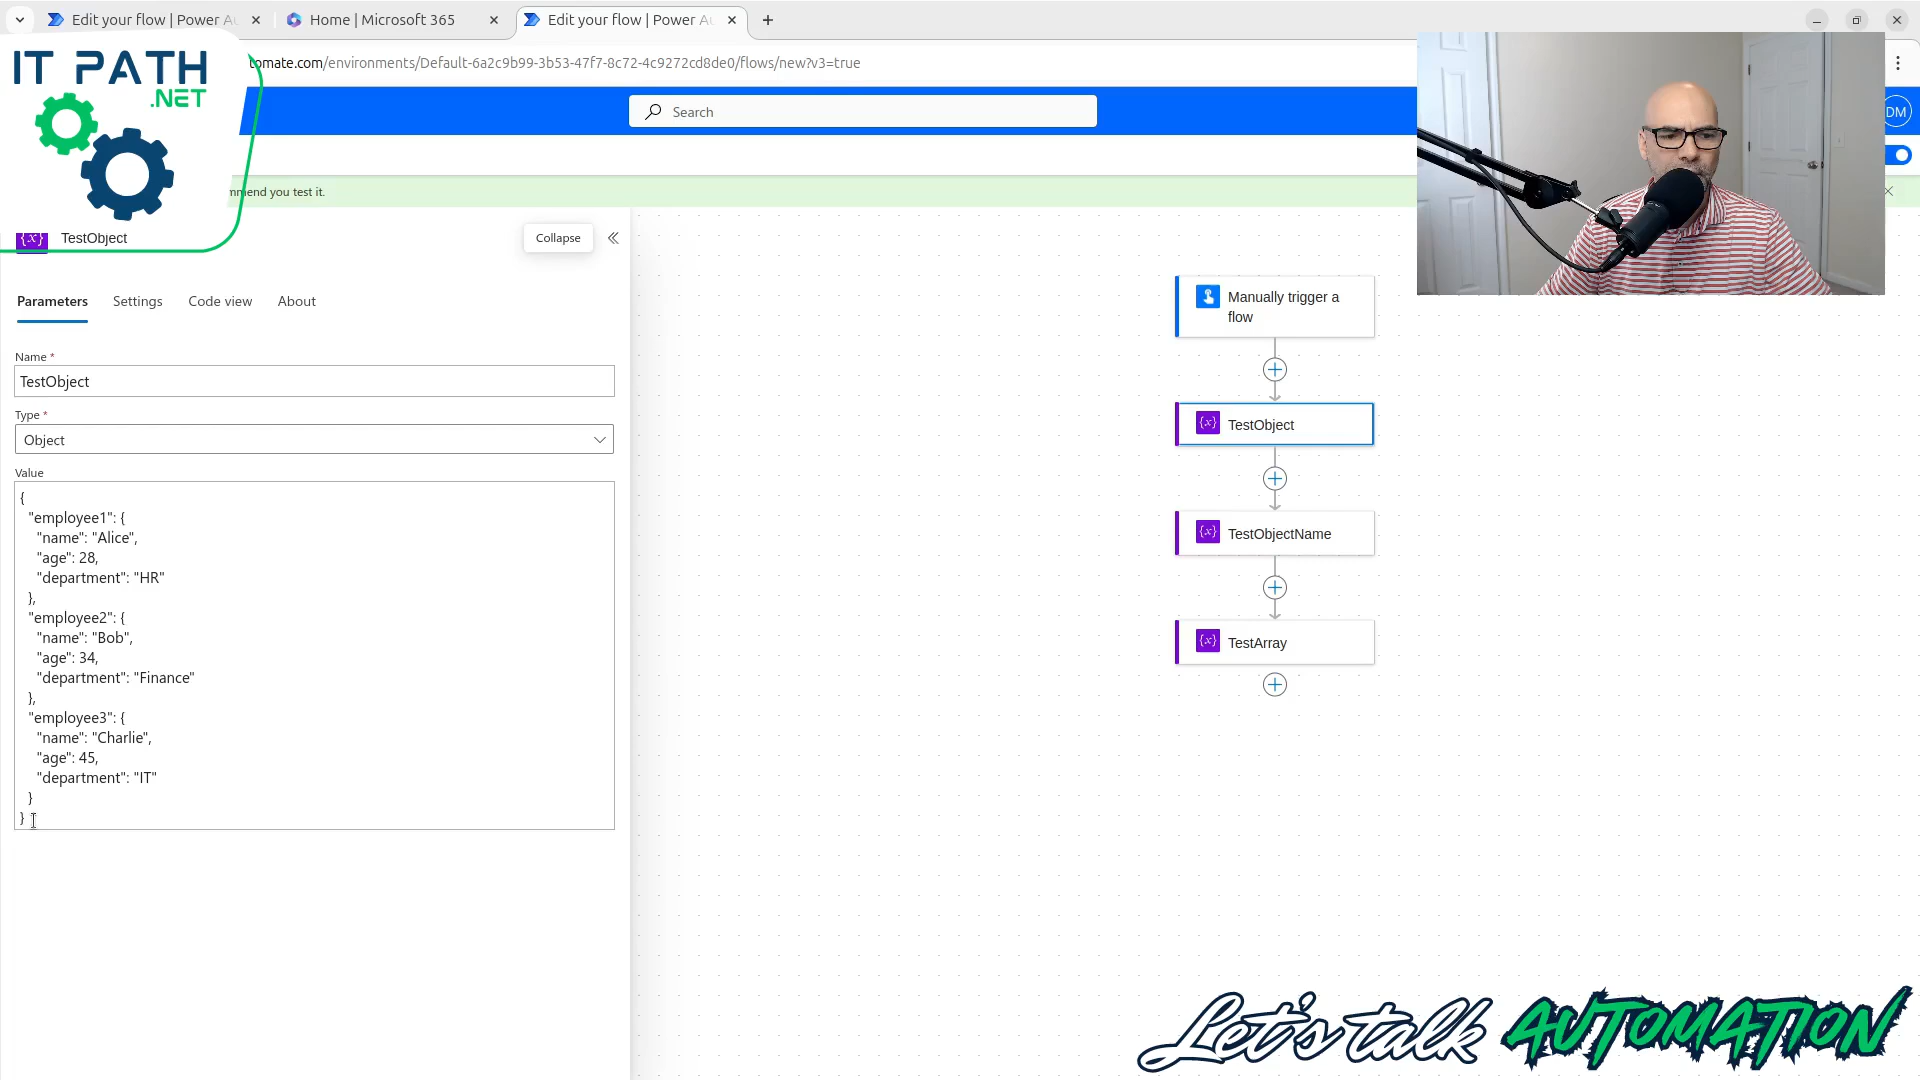 Edit your flow | Power Au
Home | Microsoft 365
Edit your flow | Power Au
IT PATH
.NET
tomate.com/environments/Default-6a2c9b99-3b53-47f7-8c72-4c9272cd8de0/flows/new?v3=true
Search
DM
mmend you test it.
TestObject
Collapse
Parameters
Settings
Code view
About
Name *
TestObject
Type *
Object
Value
{
"employee1": {
"name": "Alice",
"age": 28,
"department": "HR"
},
"employee2": {
"name": "Bob",
"age": 34,
"department": "Finance"
},
"employee3": {
"name": "Charlie",
"age": 45,
"department": "IT"
}
}
Manually trigger a
flow
{x} TestObject
{x} TestObjectName
{x} TestArray
Let's talk AUTOMATION